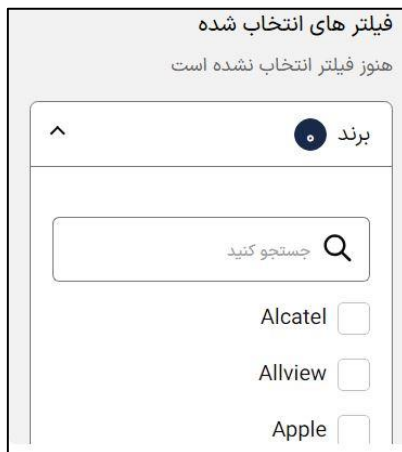 فیلتر های انتخاب شده
هنوز فیلتر انتخاب نشده است
برند ۰
جستجو کنید
Alcatel
Allview
Apple